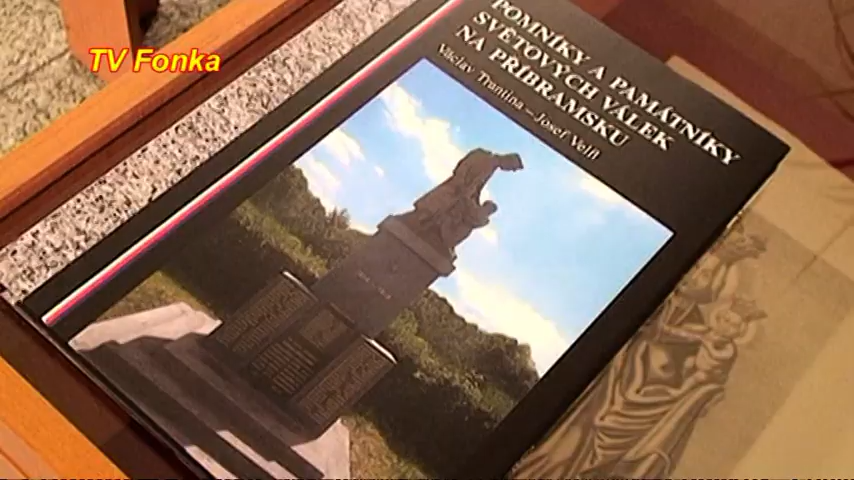 TV Fonka
POMNÍKY A PAMÁTNÍKY
SVĚTOVÝCH VÁLEK
NA PŘÍBRAMSKU
Václav Trantina – Josef Velfl